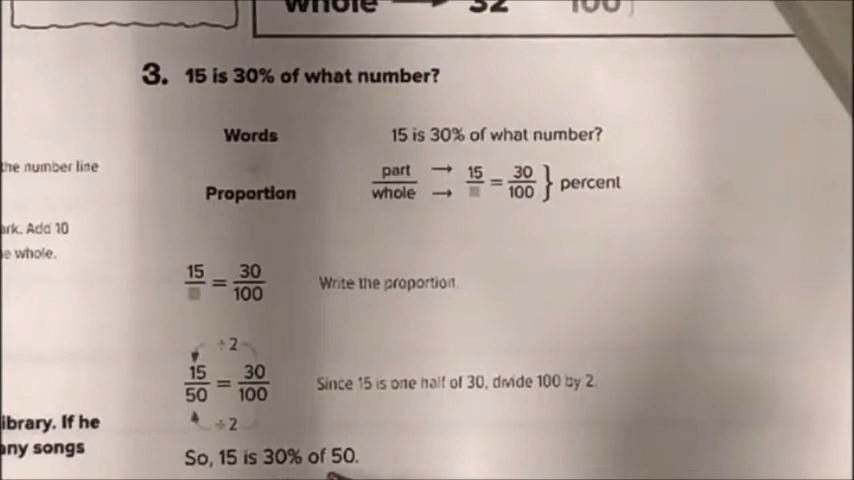 whole → 32 100
3. 15 is 30% of what number?
Words 15 is 30% of what number?
the number line
Proportion part/whole → → 15/■ = 30/100 } percent
ark. Add 10
e whole.
15/■ = 30/100 Write the proportion.
÷2
15/50 = 30/100 Since 15 is one half of 30, divide 100 by 2.
÷2
ibrary. If he
any songs
So, 15 is 30% of 50.